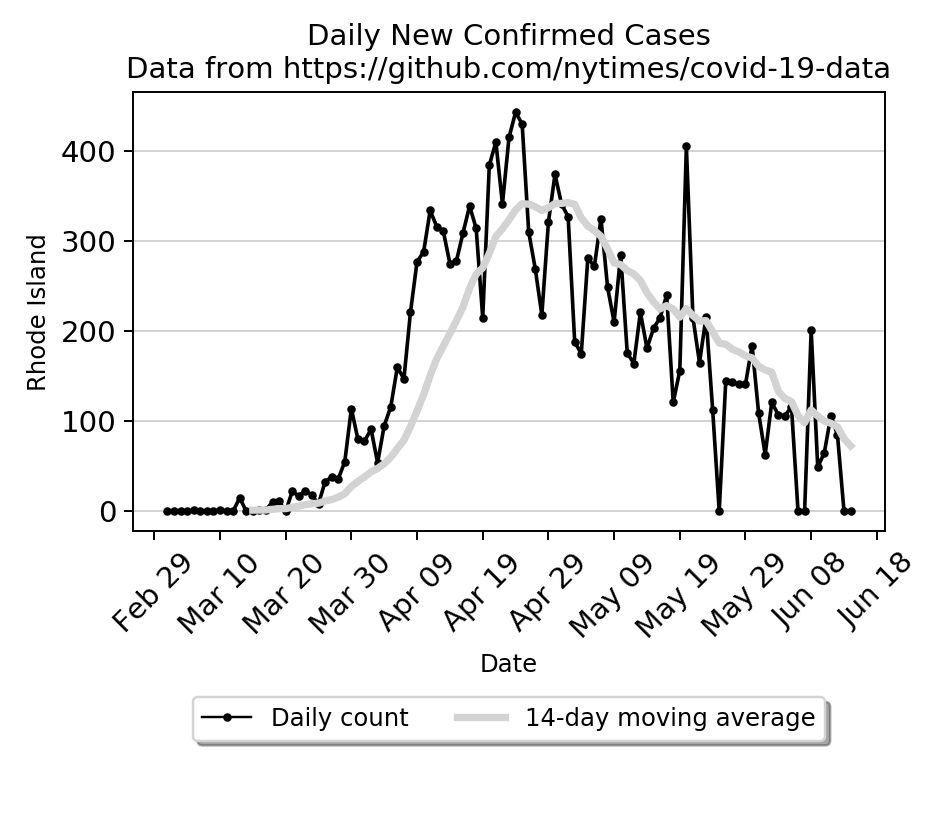 Daily New Confirmed Cases
Data from https://github.com/nytimes/covid-19-data
Rhode Island
400
300
200
100
0
Feb 29
Mar 10
Mar 20
Mar 30
Apr 09
Apr 19
Apr 29
May 09
May 19
May 29
Jun 08
Jun 18
Date
Daily count
14-day moving average